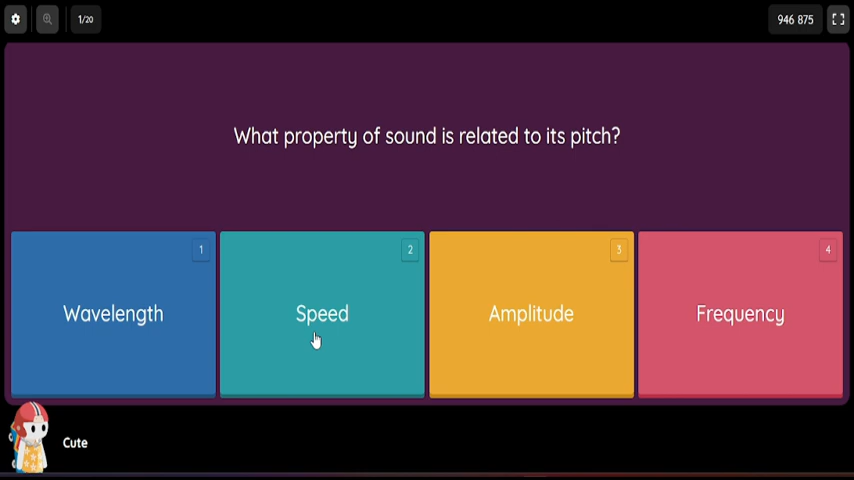 1/20
946 875
What property of sound is related to its pitch?
1
2
3
4
Wavelength
Speed
Amplitude
Frequency
Cute